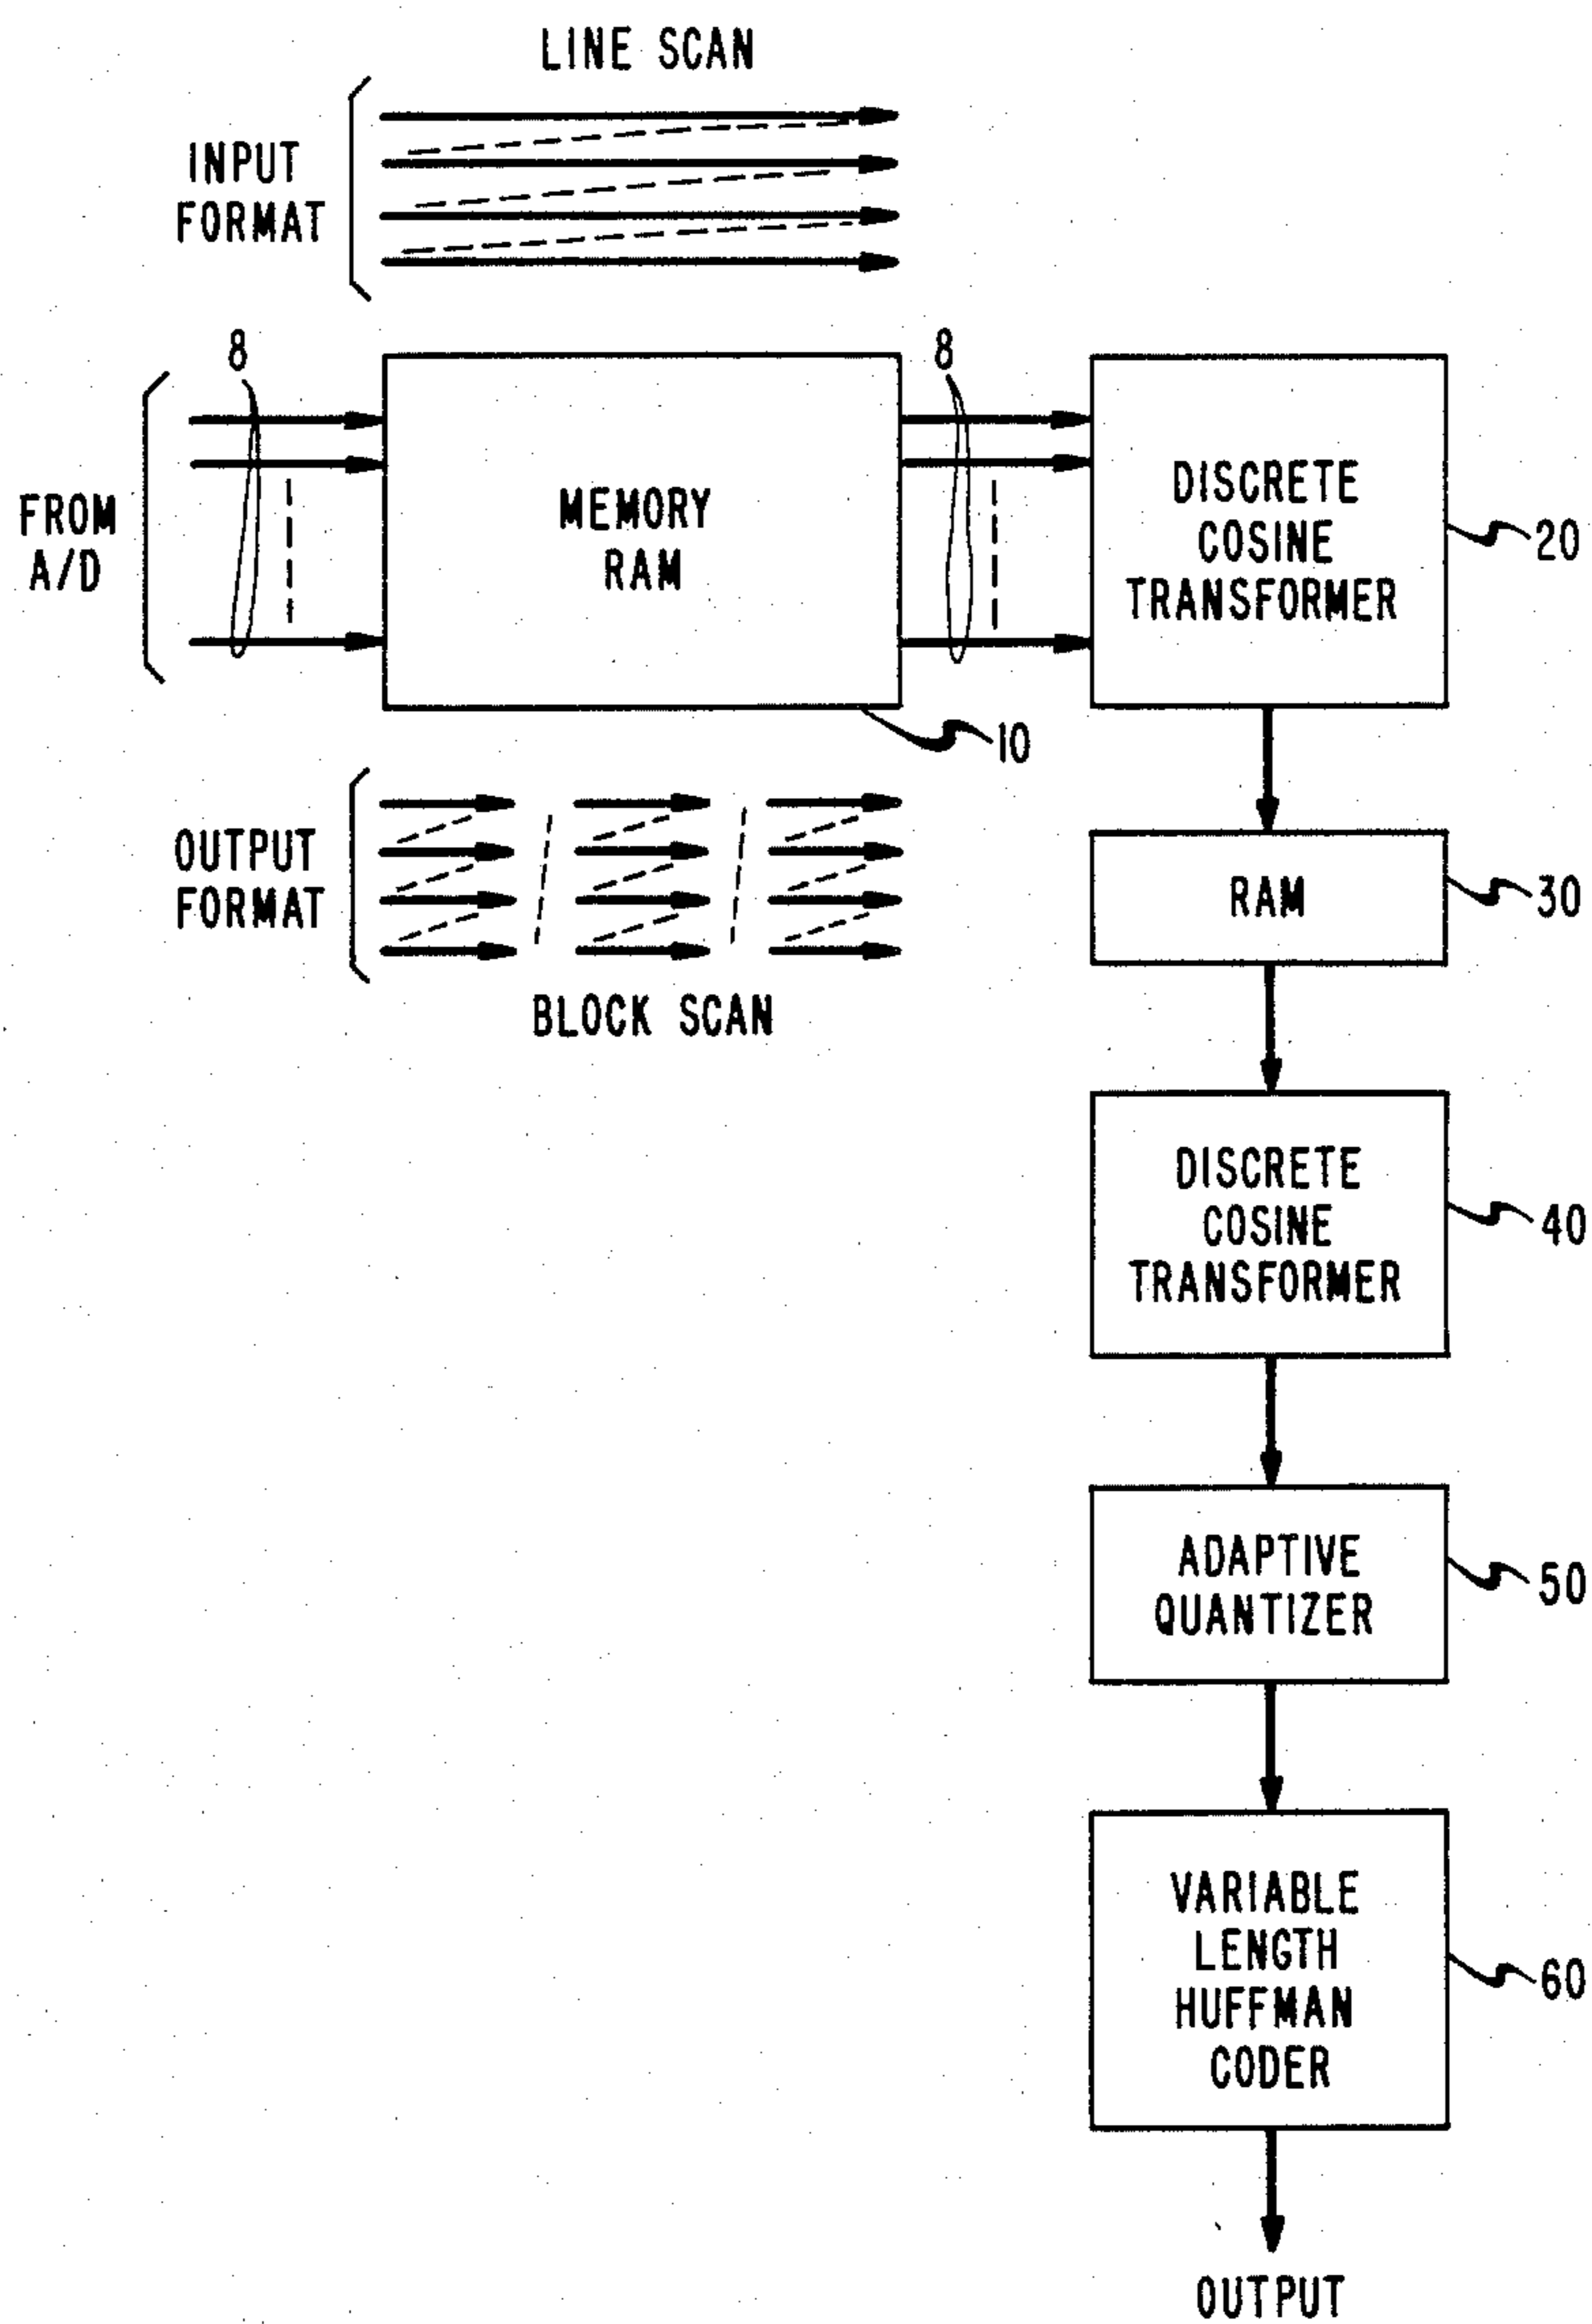 LINE SCAN
INPUT
FORMAT
8
8
FROM
A/D
MEMORY
RAM
DISCRETE
COSINE
TRANSFORMER
20
10
OUTPUT
FORMAT
BLOCK SCAN
RAM
30
DISCRETE
COSINE
TRANSFORMER
40
ADAPTIVE
QUANTIZER
50
VARIABLE
LENGTH
HUFFMAN
CODER
60
OUTPUT